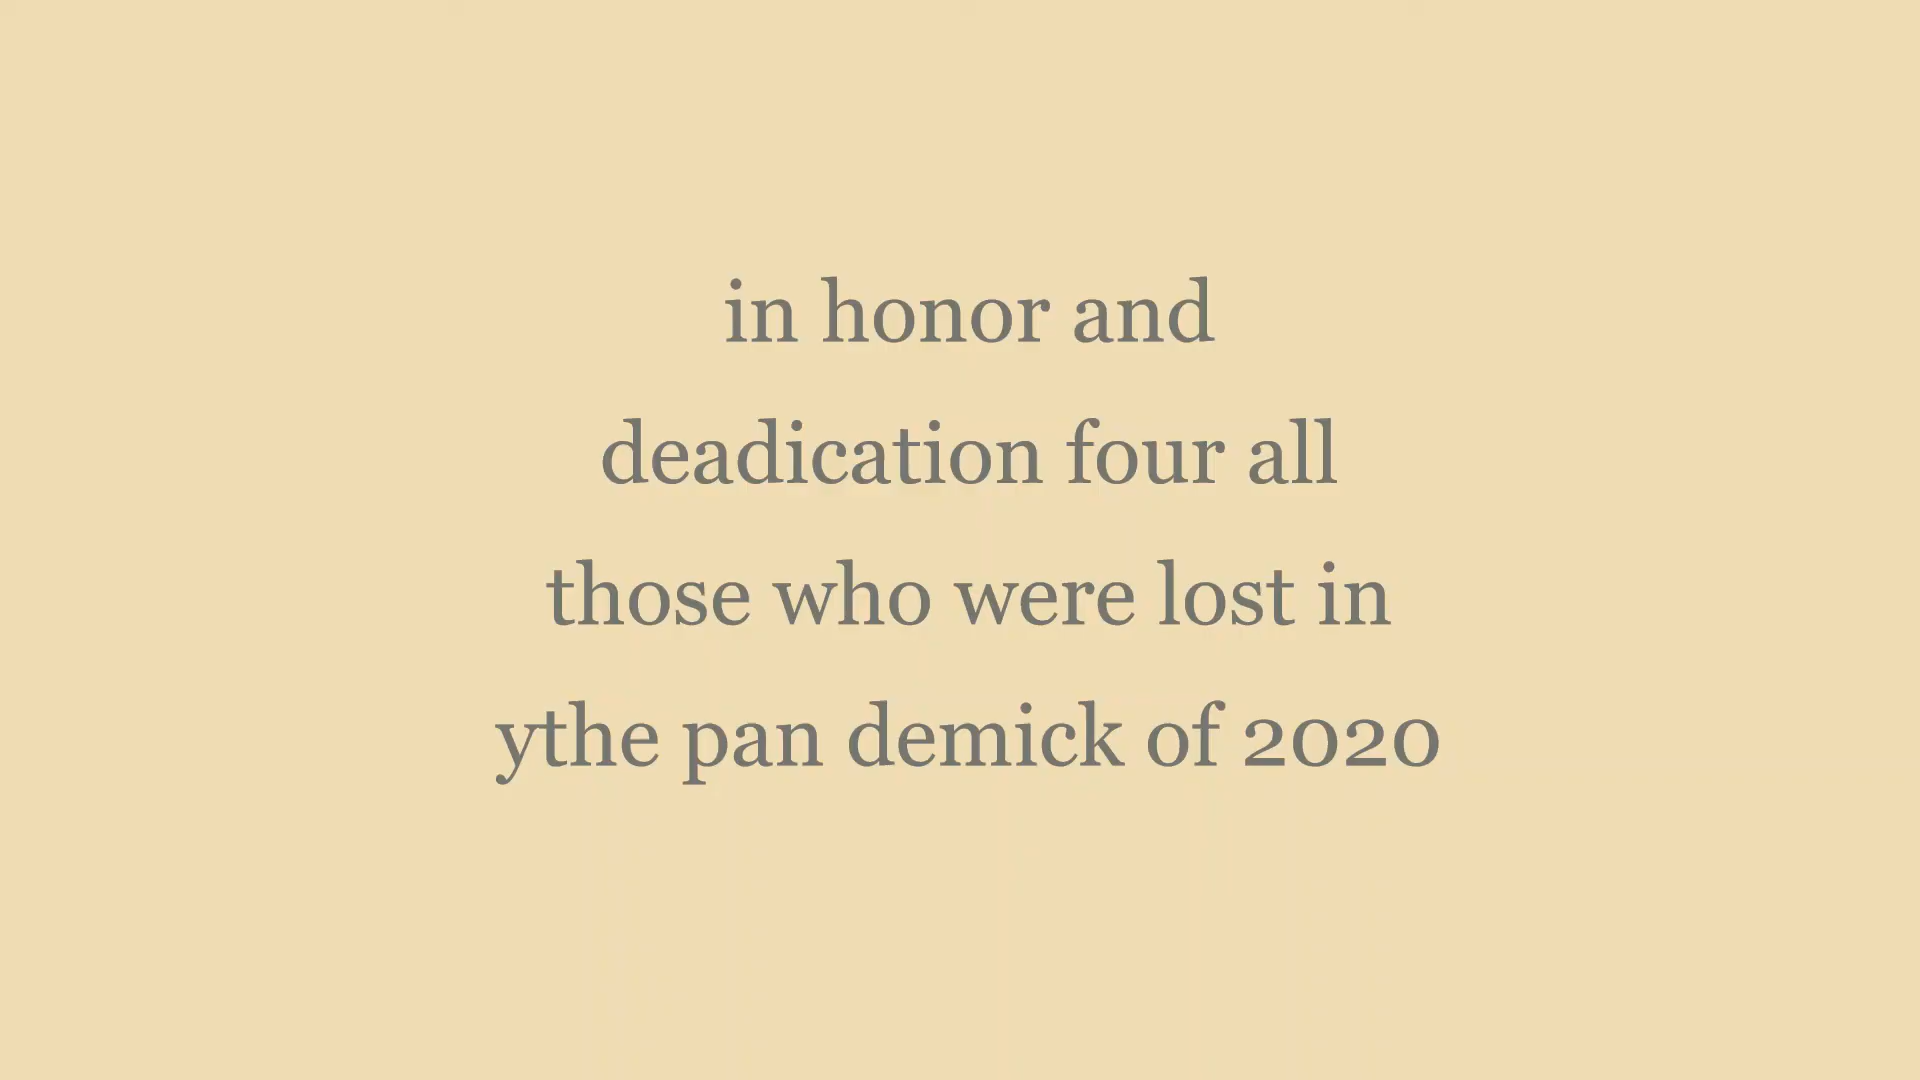 in honor and
deadication four all
those who were lost in
ythe pan demick of 2020